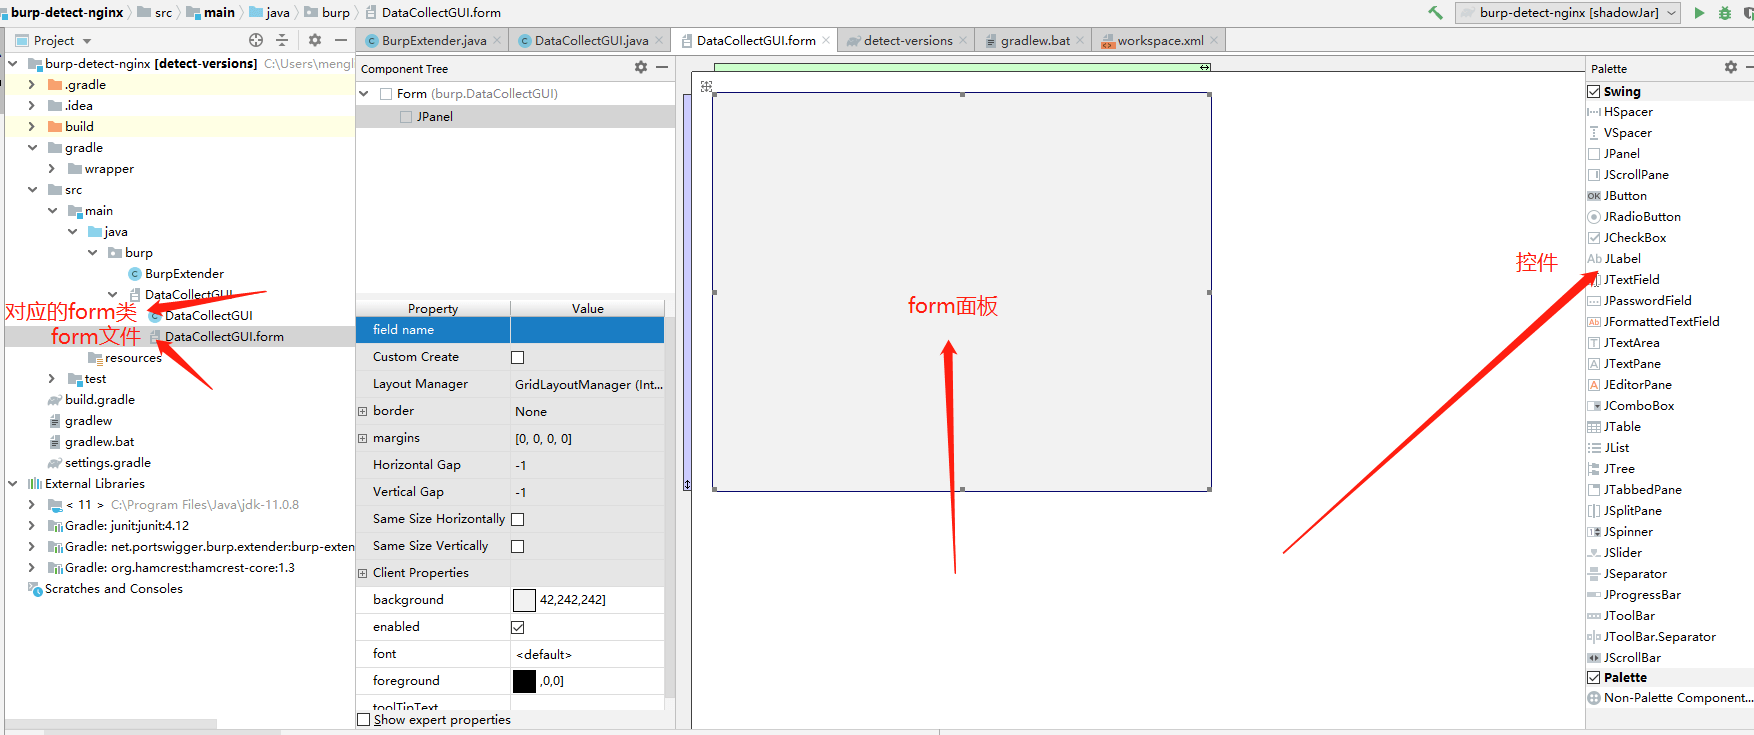 burp-detect-nginx src main java burp DataCollectGUI.form
burp-detect-nginx [shadowJar]
Project
BurpExtender.java
DataCollectGUI.java
DataCollectGUI.form
detect-versions
gradlew.bat
workspace.xml
burp-detect-nginx [detect-versions] C:\Users\mengl
.gradle
.idea
build
gradle
wrapper
src
main
java
burp
BurpExtender
DataCollectGUI
对应的form类
DataCollectGUI
form文件
DataCollectGUI.form
resources
test
build.gradle
gradlew
gradlew.bat
settings.gradle
External Libraries
< 11 > C:\Program Files\Java\jdk-11.0.8
Gradle: junit:junit:4.12
Gradle: net.portswigger.burp.extender:burp-exten
Gradle: org.hamcrest:hamcrest-core:1.3
Scratches and Consoles
Component Tree
Form (burp.DataCollectGUI)
JPanel
Property Value
field name
Custom Create
Layout Manager GridLayoutManager (Int...
border None
margins [0, 0, 0, 0]
Horizontal Gap -1
Vertical Gap -1
Same Size Horizontally
Same Size Vertically
Client Properties
background 42,242,242]
enabled
font <default>
foreground ,0,0]
toolTipText
Show expert properties
form面板
控件
Palette
Swing
HSpacer
VSpacer
JPanel
JScrollPane
JButton
JRadioButton
JCheckBox
JLabel
JTextField
JPasswordField
JFormattedTextField
JTextArea
JTextPane
JEditorPane
JComboBox
JTable
JList
JTree
JTabbedPane
JSplitPane
JSpinner
JSlider
JSeparator
JProgressBar
JToolBar
JToolBar.Separator
JScrollBar
Palette
Non-Palette Component...